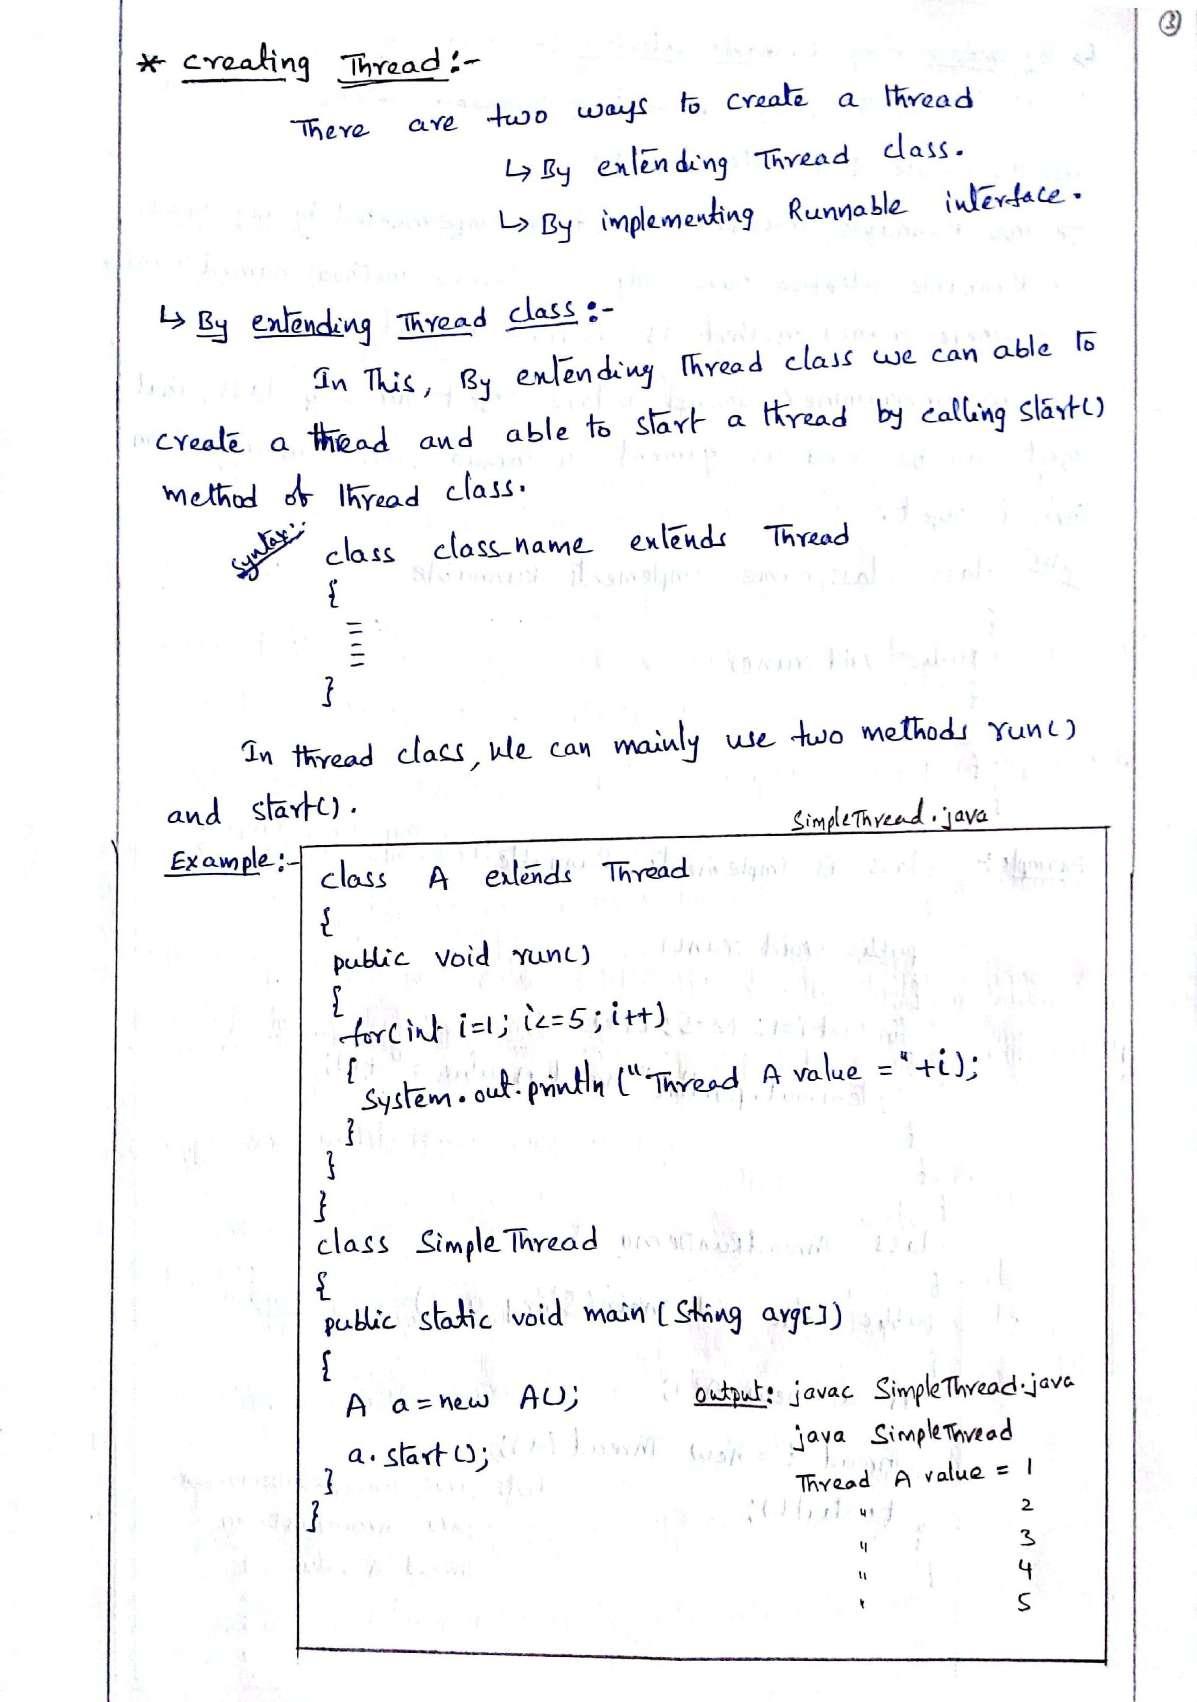 3
* creating Thread :-
There are two ways to create a thread
↳ By extending Thread class.
↳ By implementing Runnable interface.
↳ By extending Thread class :-
In This, By extending Thread class we can able to
create a thread and able to start a thread by calling start()
method of Thread class.
Syntax:-
class class_name extends Thread
{
}
In thread class, We can mainly use two methods run()
and start().
SimpleThread.java
Example:-
class A extends Thread
{
public void run()
{
for(int i=1; i<=5; i++)
{
System.out.println("Thread A value ="+i);
}
}
}
class SimpleThread
{
public static void main(String arg[])
{
A a = new A();
a.start();
}
}
output: javac SimpleThread.java
java SimpleThread
Thread A value = 1
" 2
" 3
" 4
" 5